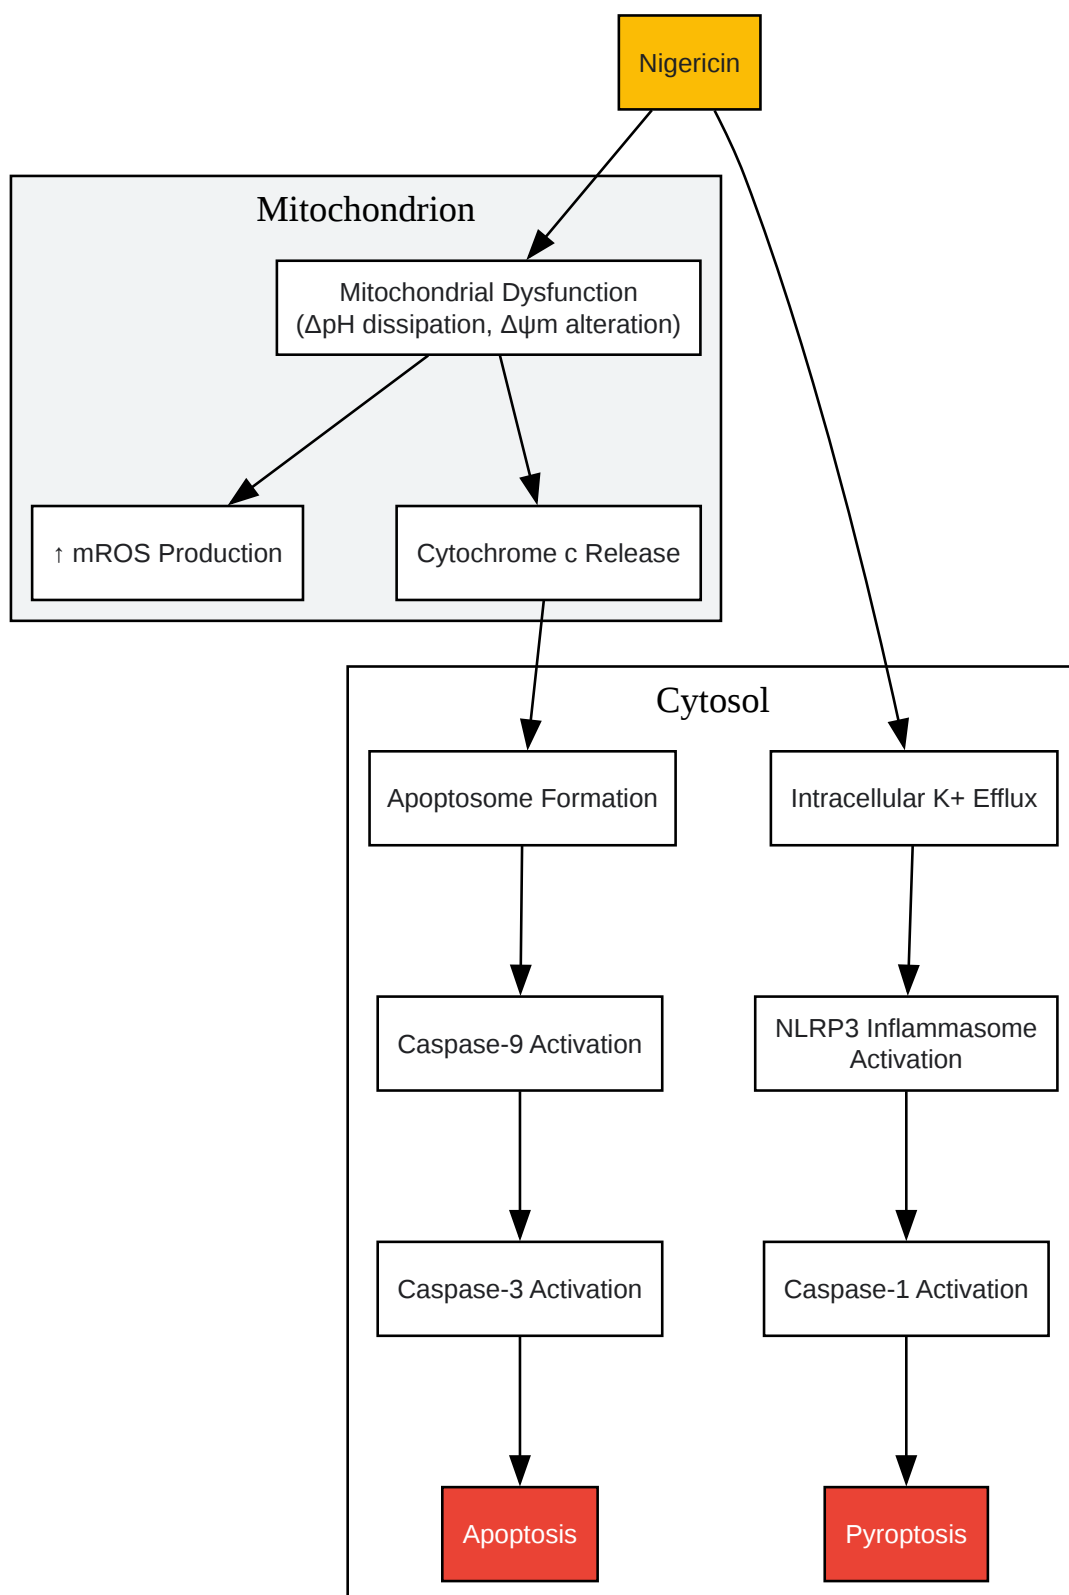 Nigericin
Mitochondrion
Mitochondrial Dysfunction
(ΔpH dissipation, Δψm alteration)
↑ mROS Production
Cytochrome c Release
Cytosol
Apoptosome Formation
Intracellular K+ Efflux
Caspase-9 Activation
NLRP3 Inflammasome
Activation
Caspase-3 Activation
Caspase-1 Activation
Apoptosis
Pyroptosis